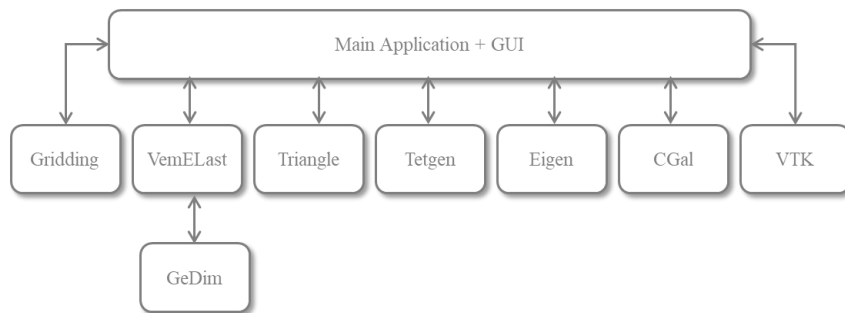 Main Application + GUI
Gridding
VemELast
Triangle
Tetgen
Eigen
CGal
VTK
GeDim